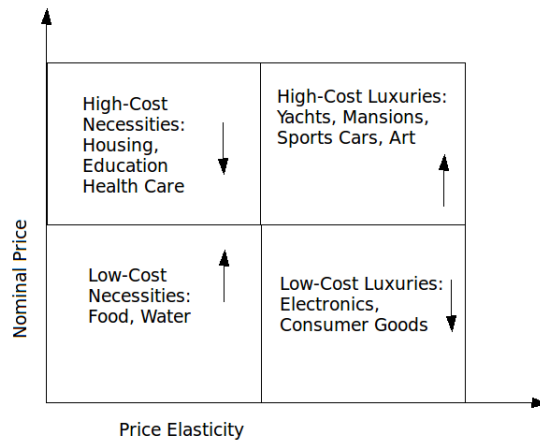 High-Cost
Necessities:
Housing,
Education
Health Care
High-Cost Luxuries:
Yachts, Mansions,
Sports Cars, Art
Low-Cost
Necessities:
Food, Water
Low-Cost Luxuries:
Electronics,
Consumer Goods
Nominal Price
Price Elasticity